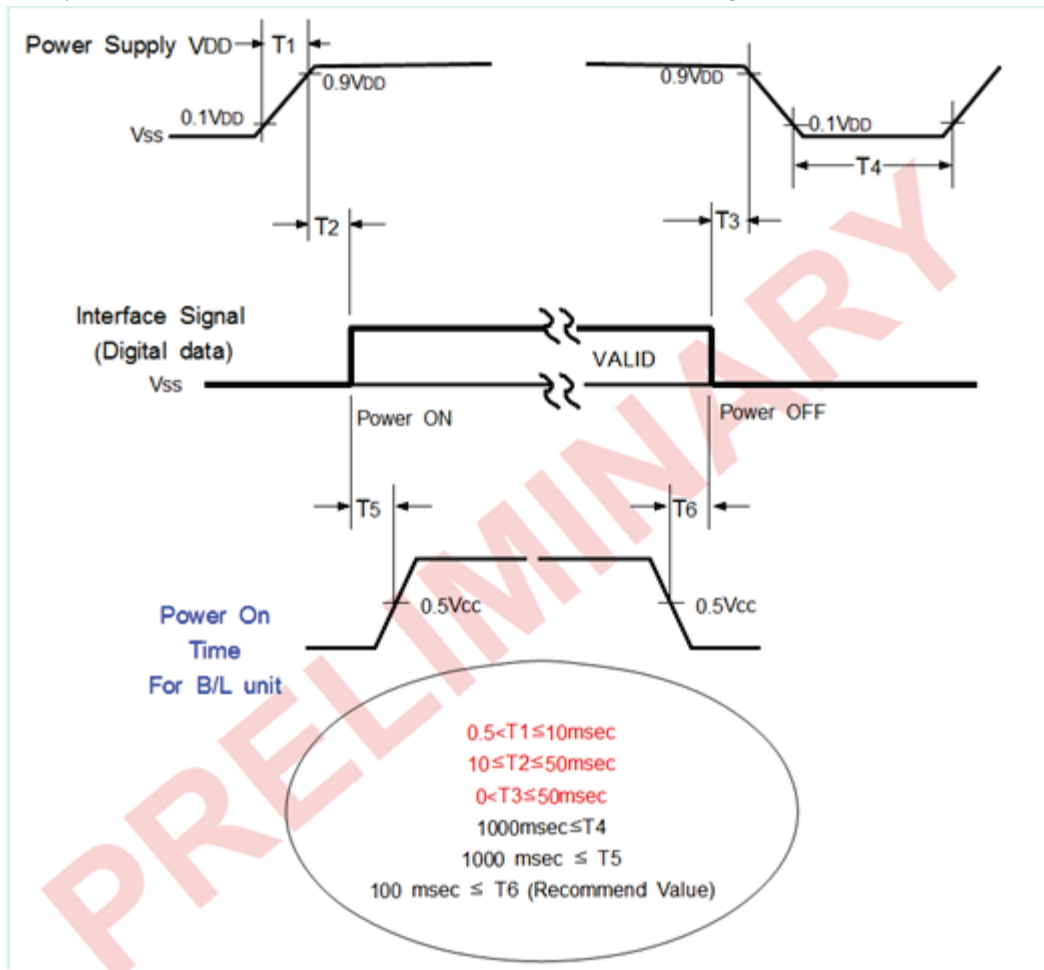 Power Supply VDD
T1
0.9VDD
0.9VDD
0.1VDD
0.1VDD
Vss
T4
T2
T3
Interface Signal
(Digital data)
VALID
Vss
Power ON
Power OFF
T5
T6
0.5Vcc
0.5Vcc
Power On
Time
For B/L unit
0.5<T1≤10msec
10≤T2≤50msec
0<T3≤50msec
1000msec≤T4
1000 msec ≤ T5
100 msec ≤ T6 (Recommend Value)
PRELIMINARY